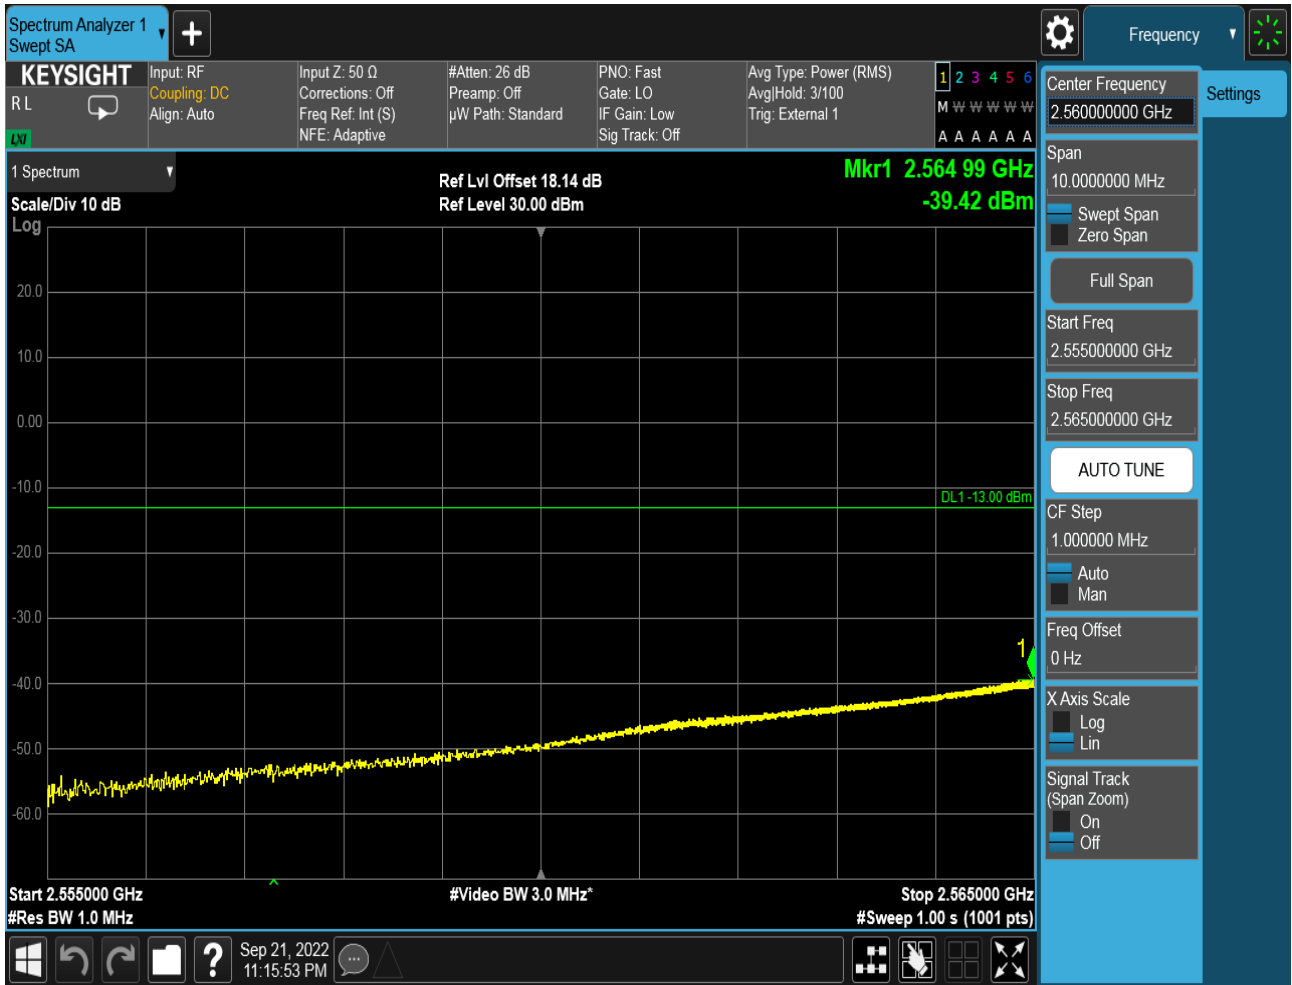 Spectrum Analyzer 1
Swept SA
Frequency
KEYSIGHT
R L
LXI
Input: RF
Coupling: DC
Align: Auto
Input Z: 50 Ω
Corrections: Off
Freq Ref: Int (S)
NFE: Adaptive
#Atten: 26 dB
Preamp: Off
µW Path: Standard
PNO: Fast
Gate: LO
IF Gain: Low
Sig Track: Off
Avg Type: Power (RMS)
Avg|Hold: 3/100
Trig: External 1
1 2 3 4 5 6
M W W W W W
A A A A A A
1 Spectrum
Scale/Div 10 dB
Log
Ref Lvl Offset 18.14 dB
Ref Level 30.00 dBm
Mkr1 2.564 99 GHz
-39.42 dBm
20.0
10.0
0.00
-10.0
-20.0
-30.0
-40.0
-50.0
-60.0
DL1 -13.00 dBm
1
Start 2.555000 GHz
#Res BW 1.0 MHz
#Video BW 3.0 MHz*
Stop 2.565000 GHz
#Sweep 1.00 s (1001 pts)
Center Frequency
2.560000000 GHz
Settings
Span
10.0000000 MHz
Swept Span
Zero Span
Full Span
Start Freq
2.555000000 GHz
Stop Freq
2.565000000 GHz
AUTO TUNE
CF Step
1.000000 MHz
Auto
Man
Freq Offset
0 Hz
X Axis Scale
Log
Lin
Signal Track
(Span Zoom)
On
Off
?
Sep 21, 2022
11:15:53 PM